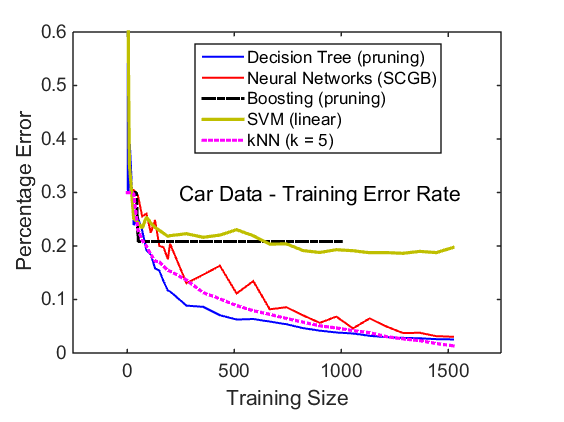 0.6
0.5
0.4
0.3
0.2
0.1
0
Percentage Error
Decision Tree (pruning)
Neural Networks (SCGB)
Boosting (pruning)
SVM (linear)
kNN (k = 5)
Car Data - Training Error Rate
0 500 1000 1500
Training Size